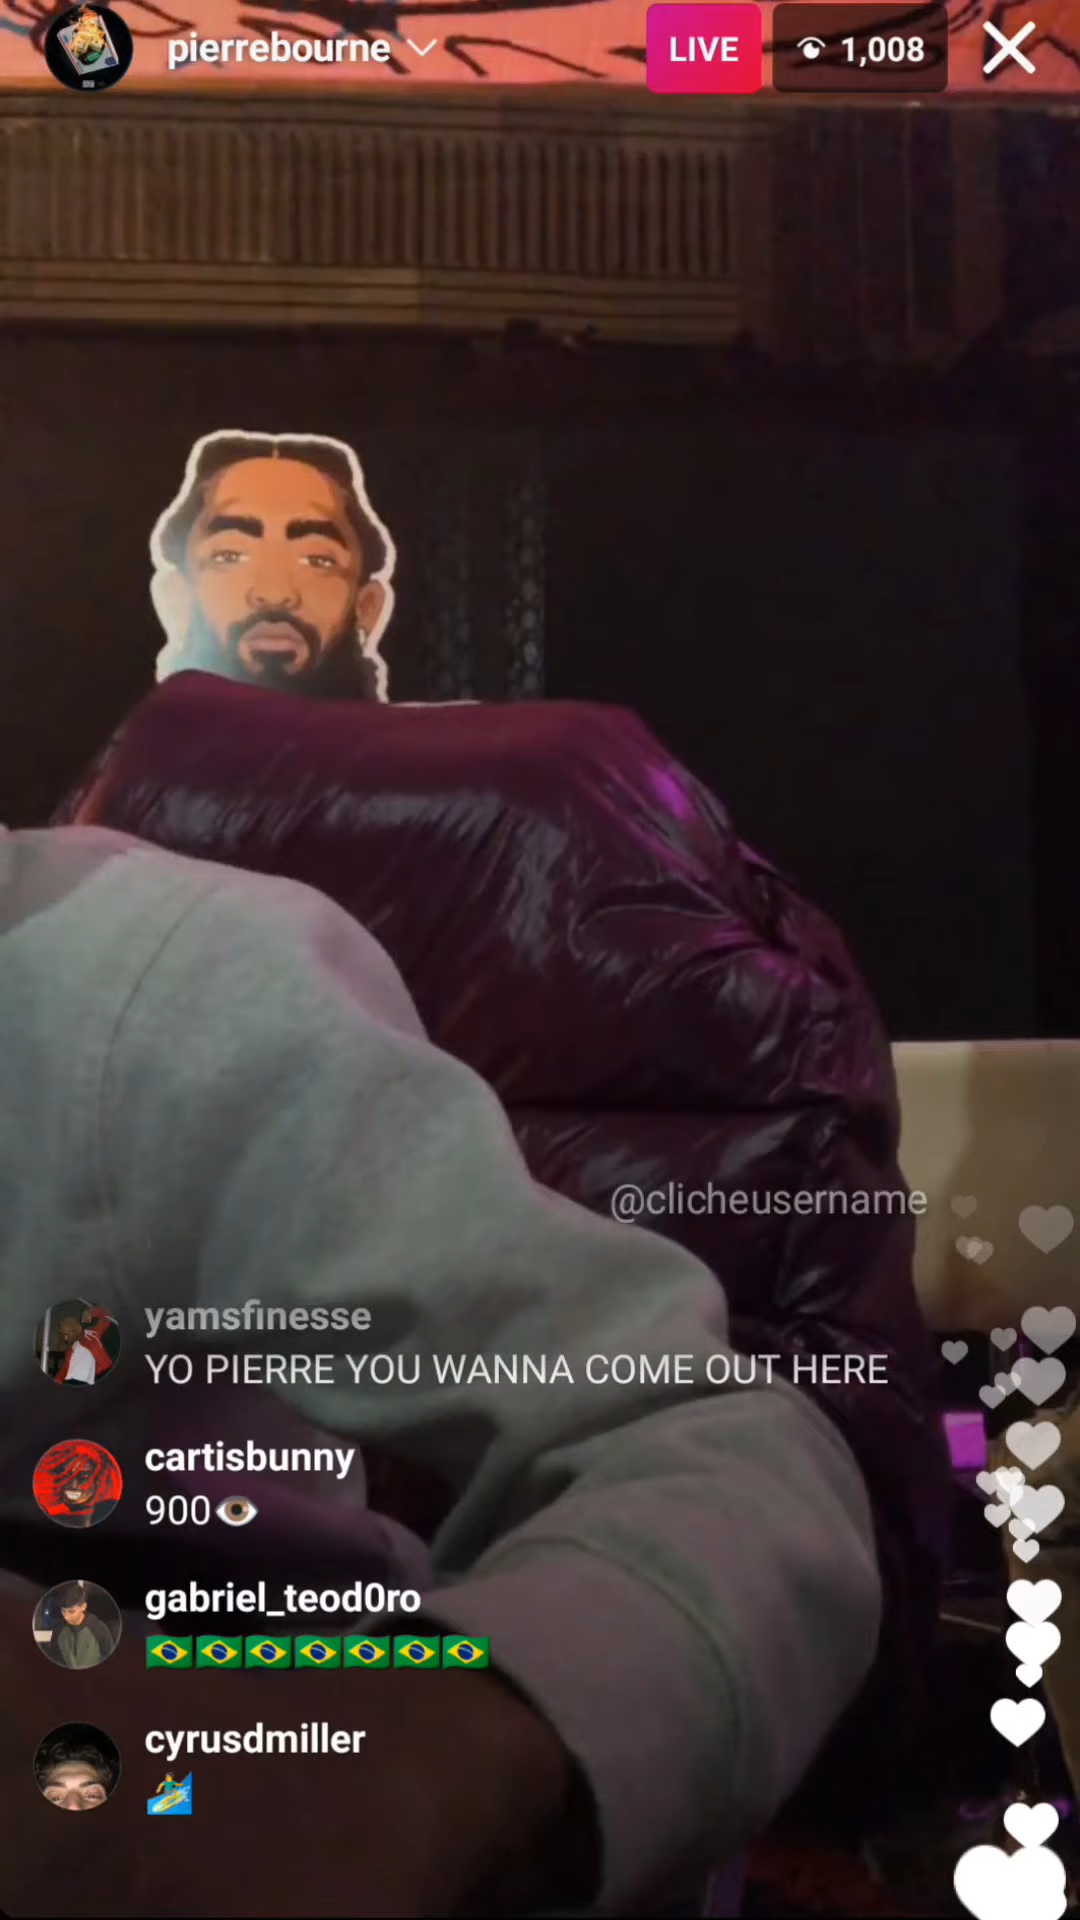 pierrebourne
LIVE
1,008
@clicheusername
yamsfinesse
YO PIERRE YOU WANNA COME OUT HERE
cartisbunny
900👁️
gabriel_teod0ro
🇧🇷🇧🇷🇧🇷🇧🇷🇧🇷🇧🇷🇧🇷
cyrusdmiller
🏄‍♂️